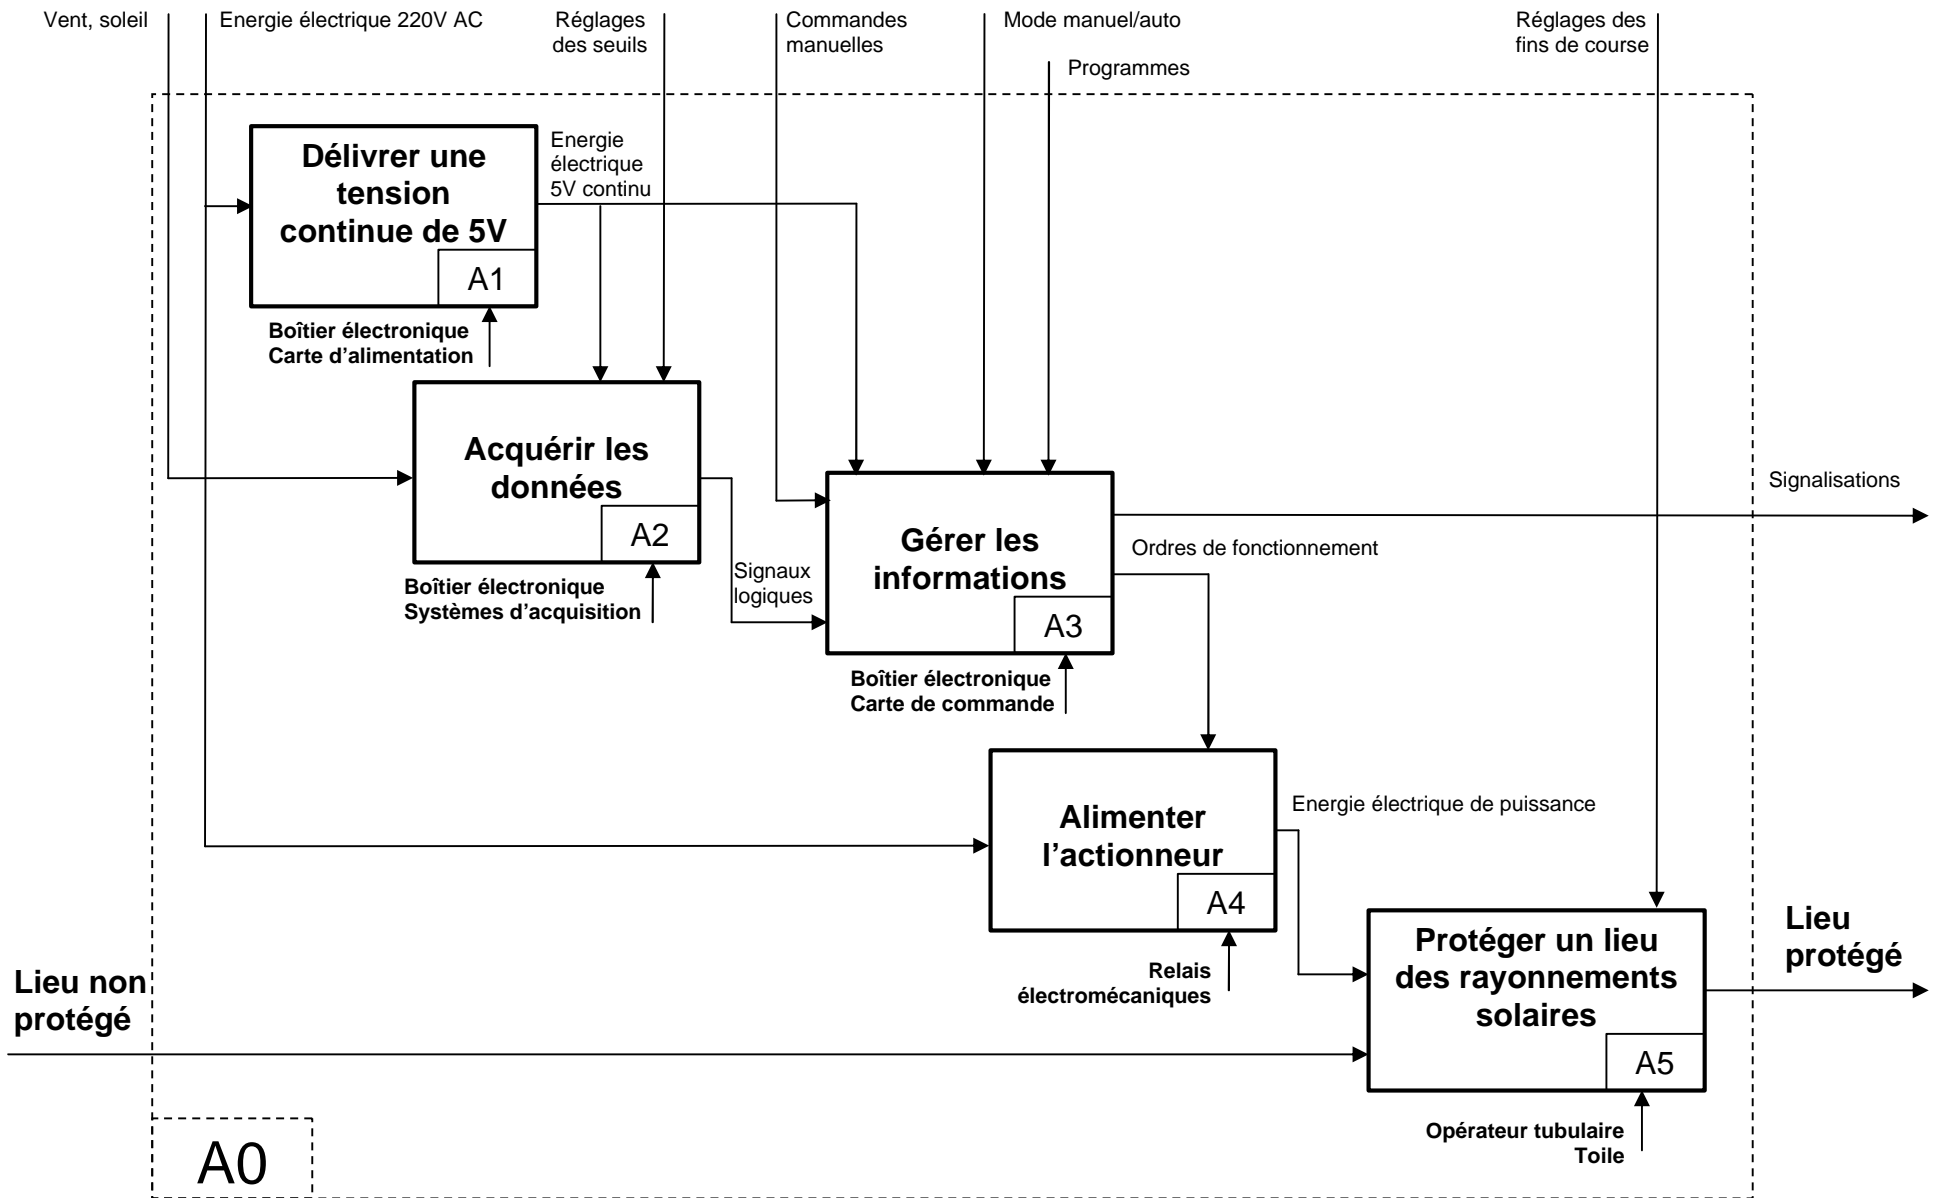 Vent, soleil
Energie électrique 220V AC
Réglages
des seuils
Commandes
manuelles
Mode manuel/auto
Programmes
Réglages des
fins de course
Délivrer une
tension
continue de 5V
A1
Energie
électrique
5V continu
Boîtier électronique
Carte d’alimentation
Acquérir les
données
A2
Boîtier électronique
Systèmes d’acquisition
Signaux
logiques
Gérer les
informations
A3
Boîtier électronique
Carte de commande
Signalisations
Ordres de fonctionnement
Alimenter
l’actionneur
A4
Relais
électromécaniques
Energie électrique de puissance
Protéger un lieu
des rayonnements
solaires
A5
Opérateur tubulaire
Toile
Lieu
protégé
Lieu non
protégé
A0